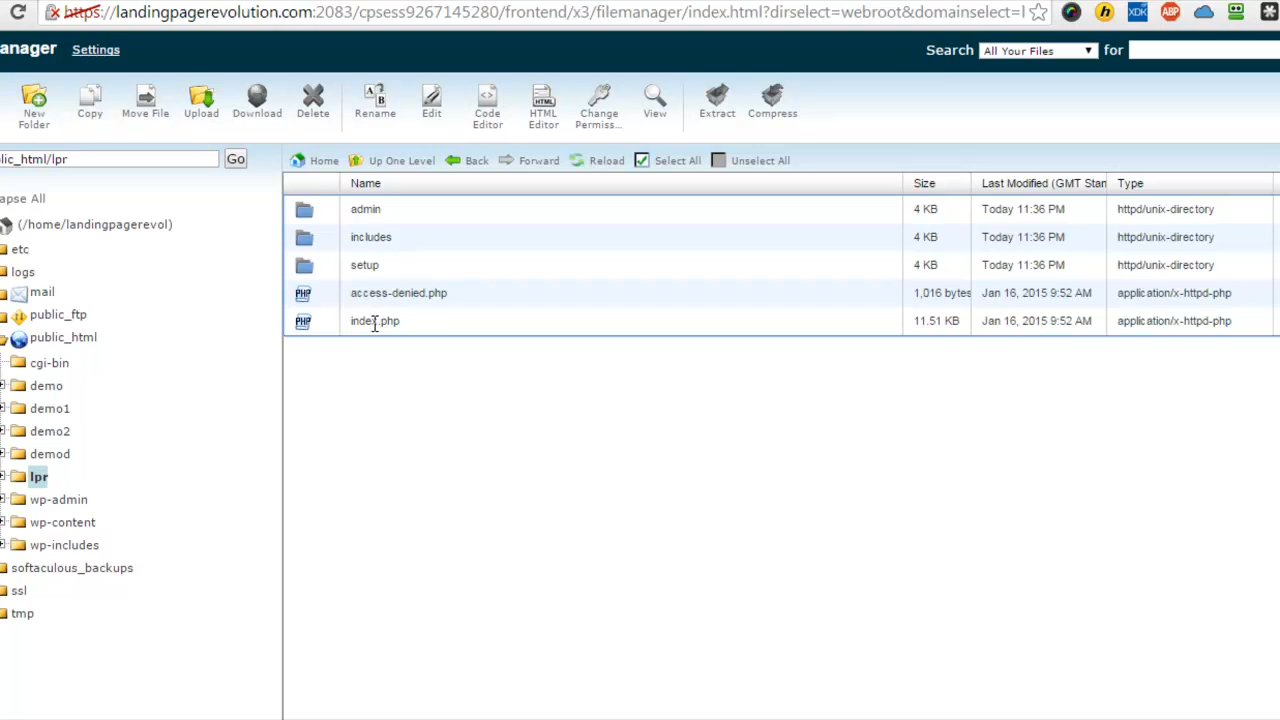 https://landingpagerevolution.com:2083/cpsess9267145280/frontend/x3/filemanager/index.html?dirselect=webroot&domainselect=l
h XDK ABP
anager Settings Search All Your Files for
New Folder Copy Move File Upload Download Delete Rename Edit Code Editor HTML Editor Change Permiss... View Extract Compress
lic_html/lpr Go
Home Up One Level Back Forward Reload Select All Unselect All
Name Size Last Modified (GMT Stan Type
admin 4 KB Today 11:36 PM httpd/unix-directory
includes 4 KB Today 11:36 PM httpd/unix-directory
setup 4 KB Today 11:36 PM httpd/unix-directory
access-denied.php 1,016 bytes Jan 16, 2015 9:52 AM application/x-httpd-php
index.php 11.51 KB Jan 16, 2015 9:52 AM application/x-httpd-php
apse All
(/home/landingpagerevol)
etc
logs
mail
public_ftp
public_html
cgi-bin
demo
demo1
demo2
demod
lpr
wp-admin
wp-content
wp-includes
softaculous_backups
ssl
tmp